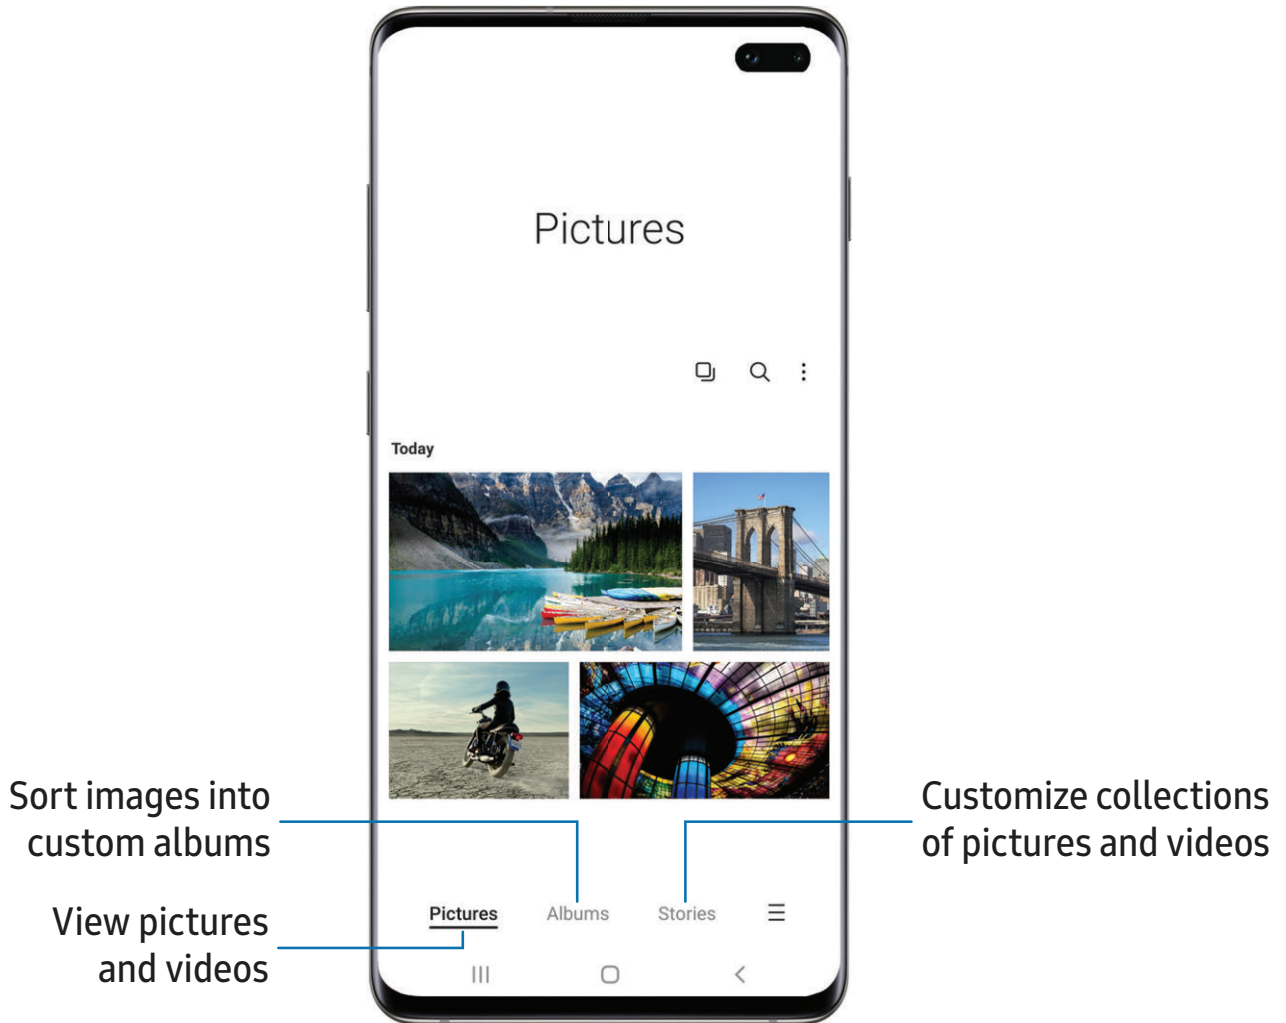 Pictures
Today
Sort images into
custom albums
Customize collections
of pictures and videos
View pictures
and videos
Pictures Albums Stories